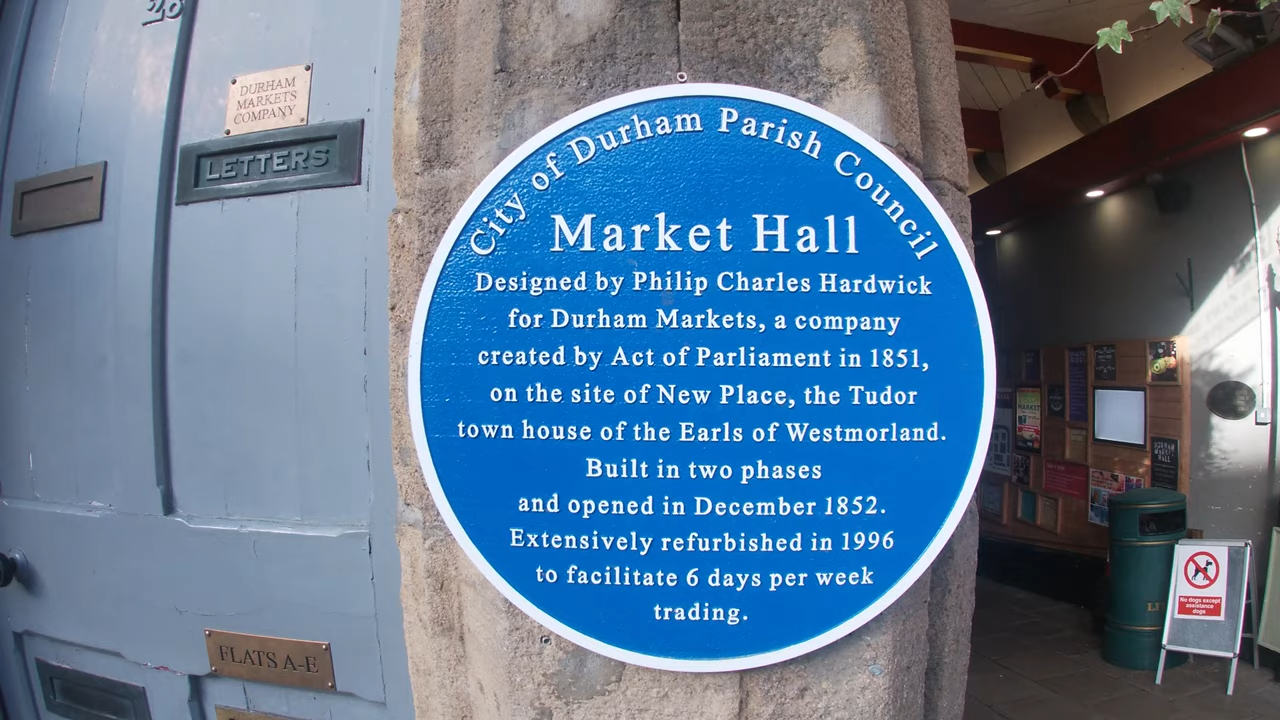 20
DURHAM
MARKETS
COMPANY
LETTERS
FLATS A-E
City of Durham Parish Council
Market Hall
Designed by Philip Charles Hardwick
for Durham Markets, a company
created by Act of Parliament in 1851,
on the site of New Place, the Tudor
town house of the Earls of Westmorland.
Built in two phases
and opened in December 1852.
Extensively refurbished in 1996
to facilitate 6 days per week
trading.
MARKET
No dogs except
assistance
dogs